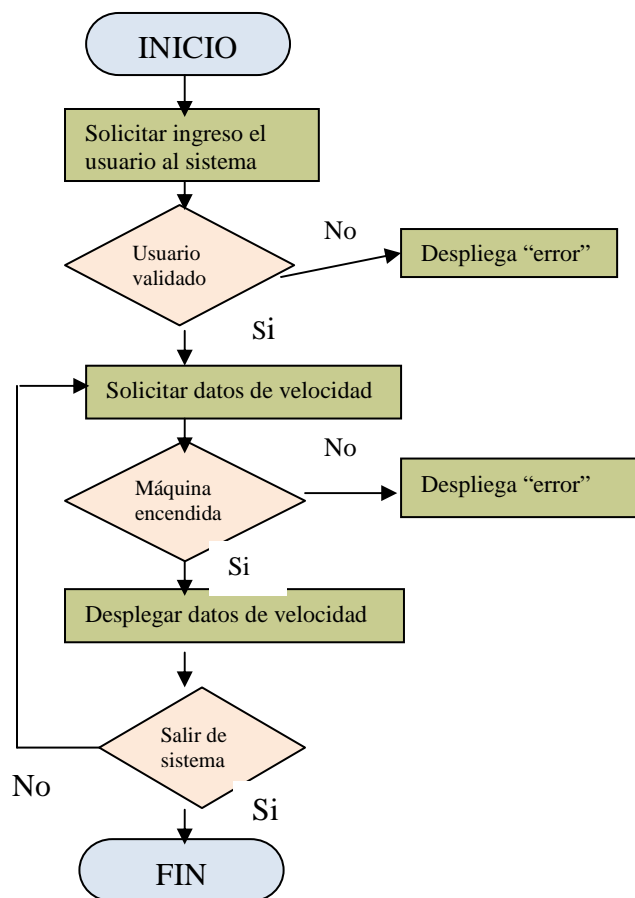 INICIO
Solicitar ingreso el
usuario al sistema
Usuario
validado
No
Despliega “error”
Si
Solicitar datos de velocidad
Máquina
encendida
No
Despliega “error”
Si
Desplegar datos de velocidad
Salir de
sistema
No
Si
FIN